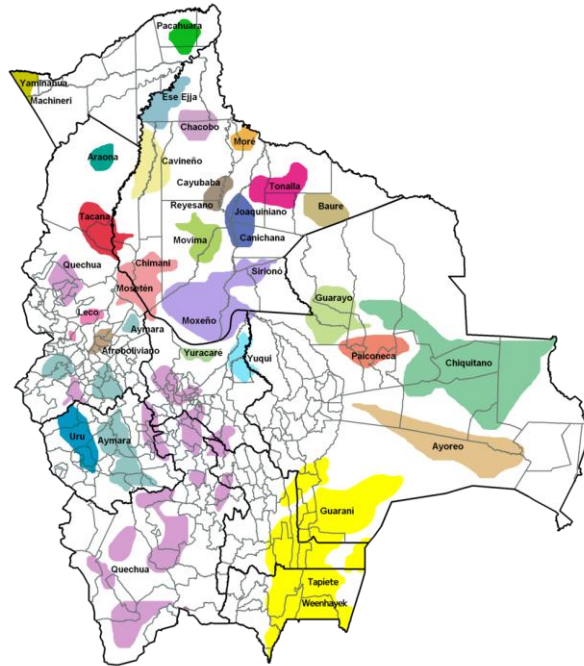 Pacahuara
Yaminahua
Machineri
Ese Ejja
Chacobo
Moré
Araona
Cavineño
Cayubaba
Tonalla
Reyesano
Joaquiniano
Baure
Tacana
Movima
Canichana
Quechua
Chimani
Sirionó
Mosetén
Moxeño
Guarayo
Leco
Aymara
Afroboliviano
Yuracaré
Yuqui
Paiconeca
Chiquitano
Uru
Aymara
Ayoreo
Guarani
Quechua
Tapiete
Weenhayek